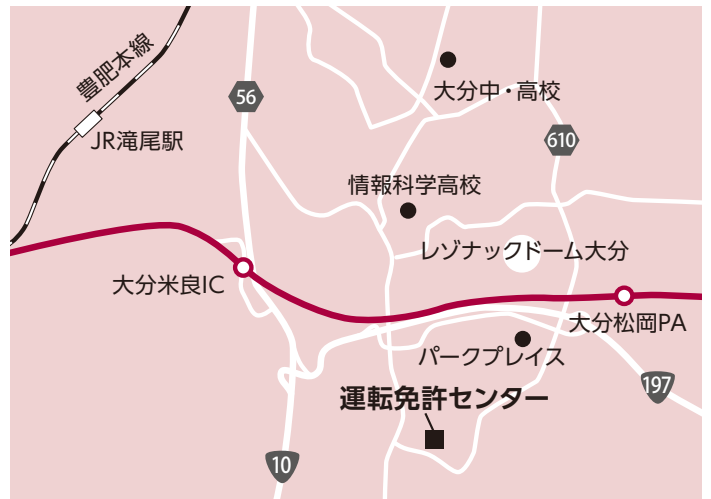 豊肥本線
56
大分中・高校
JR滝尾駅
610
情報科学高校
レゾナックドーム大分
大分米良IC
大分松岡PA
パークプレイス
197
運転免許センター
10